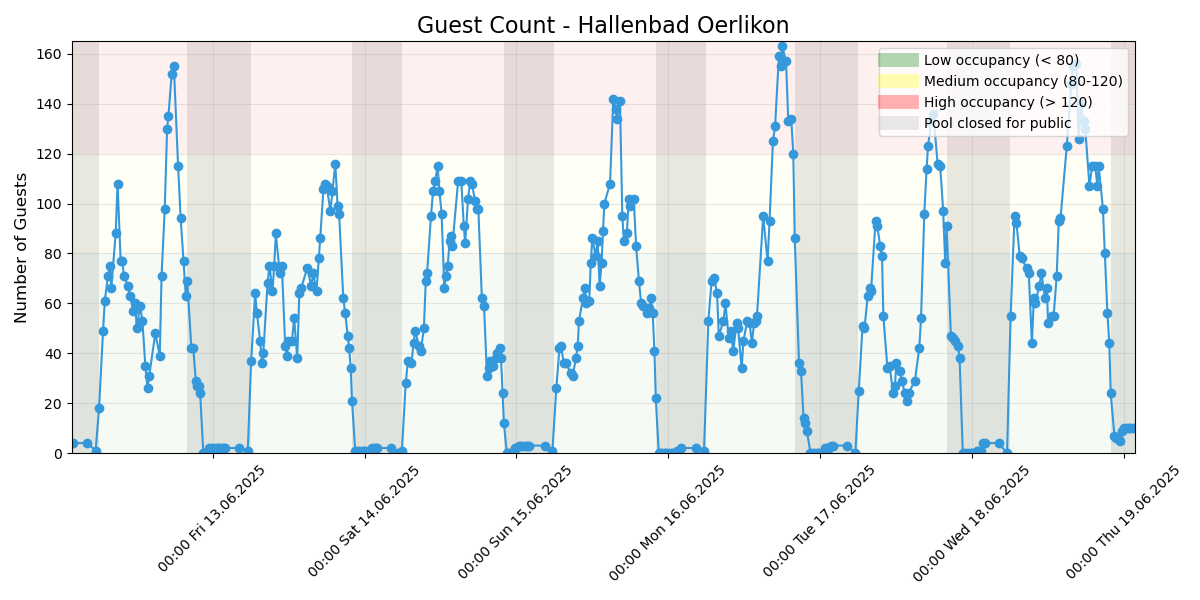 Guest Count - Hallenbad Oerlikon
Number of Guests
160
140
120
100
80
60
40
20
0
Low occupancy (< 80)
Medium occupancy (80-120)
High occupancy (> 120)
Pool closed for public
00:00 Fri 13.06.2025
00:00 Sat 14.06.2025
00:00 Sun 15.06.2025
00:00 Mon 16.06.2025
00:00 Tue 17.06.2025
00:00 Wed 18.06.2025
00:00 Thu 19.06.2025